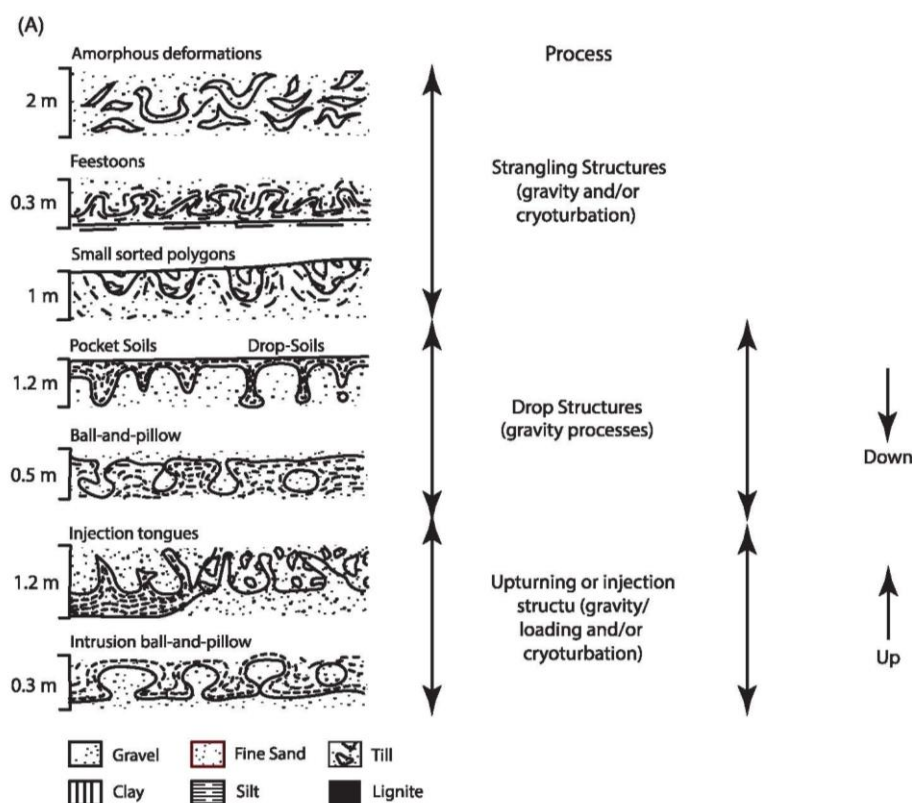 (A)
Amorphous deformations
Process
2 m
Feestoons
0.3 m
Strangling Structures
(gravity and/or
cryoturbation)
Small sorted polygons
1 m
Pocket Soils
Drop-Soils
1.2 m
Drop Structures
(gravity processes)
Down
Ball-and-pillow
0.5 m
Injection tongues
1.2 m
Upturning or injection
structu (gravity/
loading and/or
cryoturbation)
Up
Intrusion ball-and-pillow
0.3 m
Gravel
Fine Sand
Till
Clay
Silt
Lignite